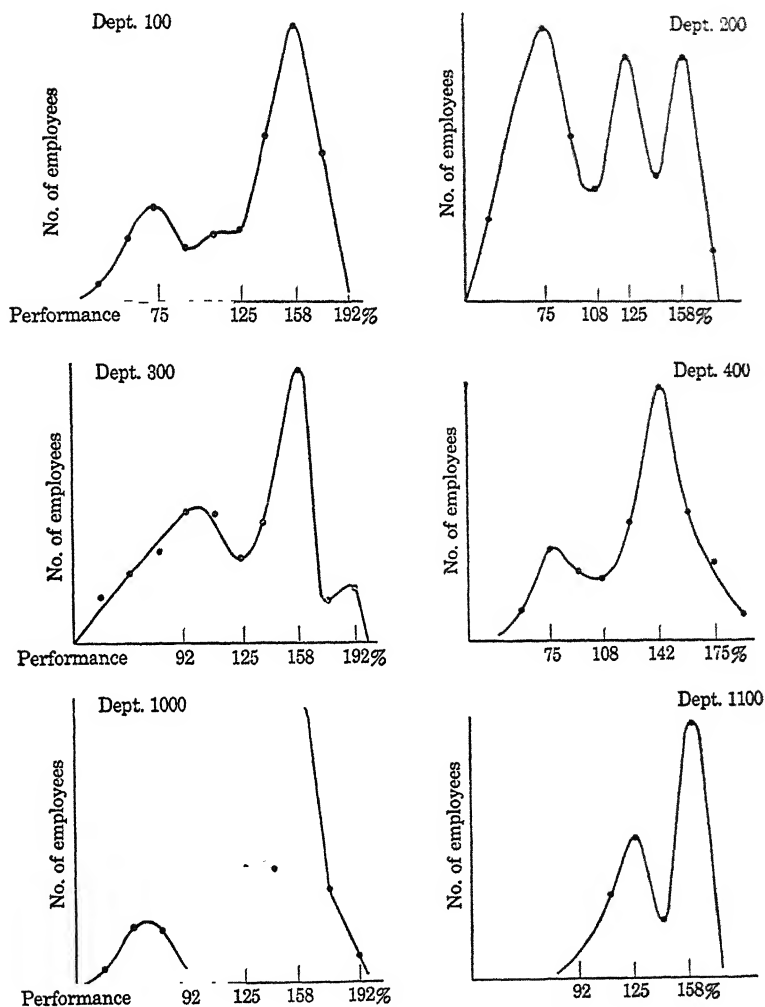 Dept. 100
No. of employees
Performance 75 125 158 192%
Dept. 200
No. of employees
75 108 125 158%
Dept. 300
No. of employees
Performance 92 125 158 192%
Dept. 400
No. of employees
75 108 142 175%
Dept. 1000
No. of employees
Performance 92 125 158 192%
Dept. 1100
No. of employees
92 125 158%